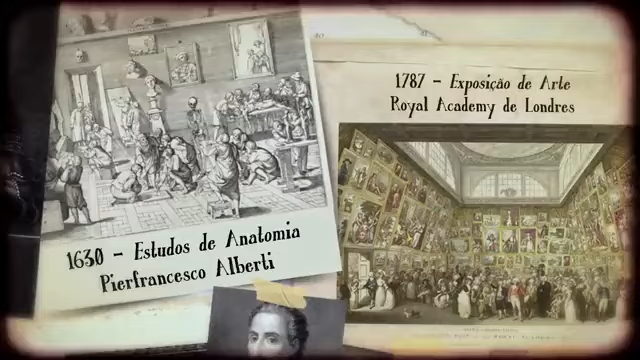 1630 - Estudos de Anatomia
Pierfrancesco Alberti
1787 - Exposição de Arte
Royal Academy de Londres